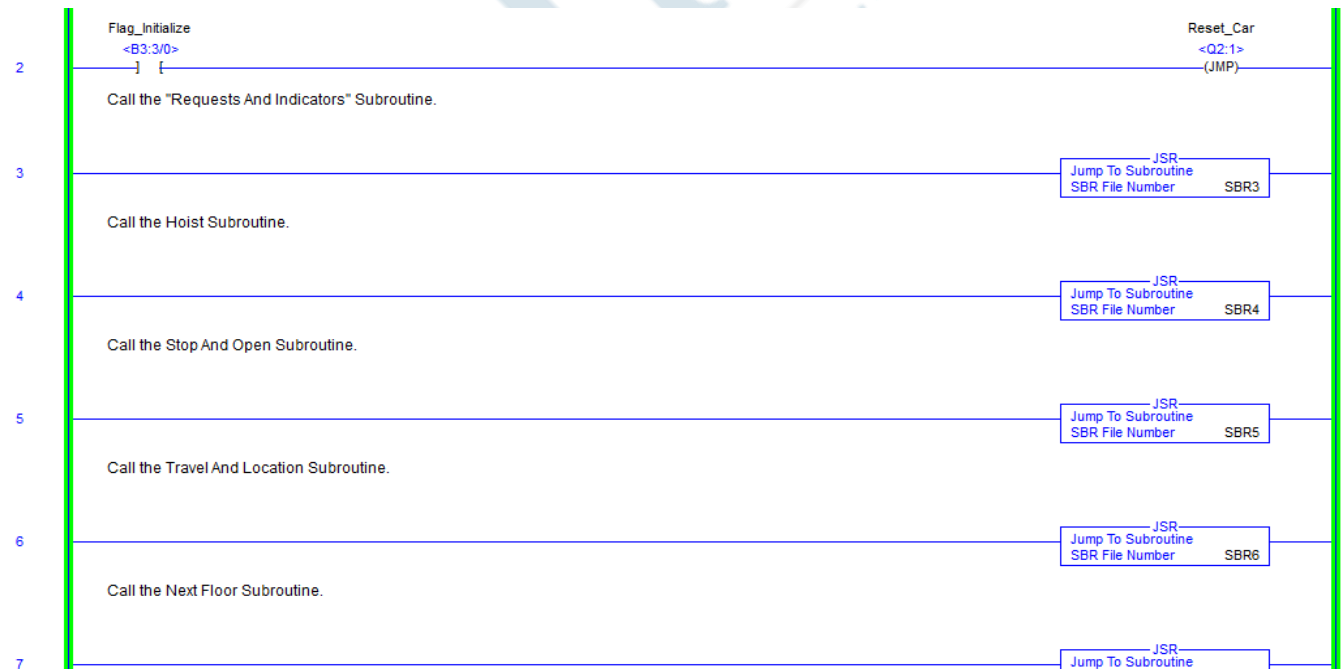 Flag_Initialize
Reset_Car
<B3:3/0>
<Q2:1>
2
] [
(JMP)
Call the "Requests And Indicators" Subroutine.
JSR
3
Jump To Subroutine
SBR File Number SBR3
Call the Hoist Subroutine.
JSR
4
Jump To Subroutine
SBR File Number SBR4
Call the Stop And Open Subroutine.
JSR
5
Jump To Subroutine
SBR File Number SBR5
Call the Travel And Location Subroutine.
JSR
6
Jump To Subroutine
SBR File Number SBR6
Call the Next Floor Subroutine.
JSR
7
Jump To Subroutine